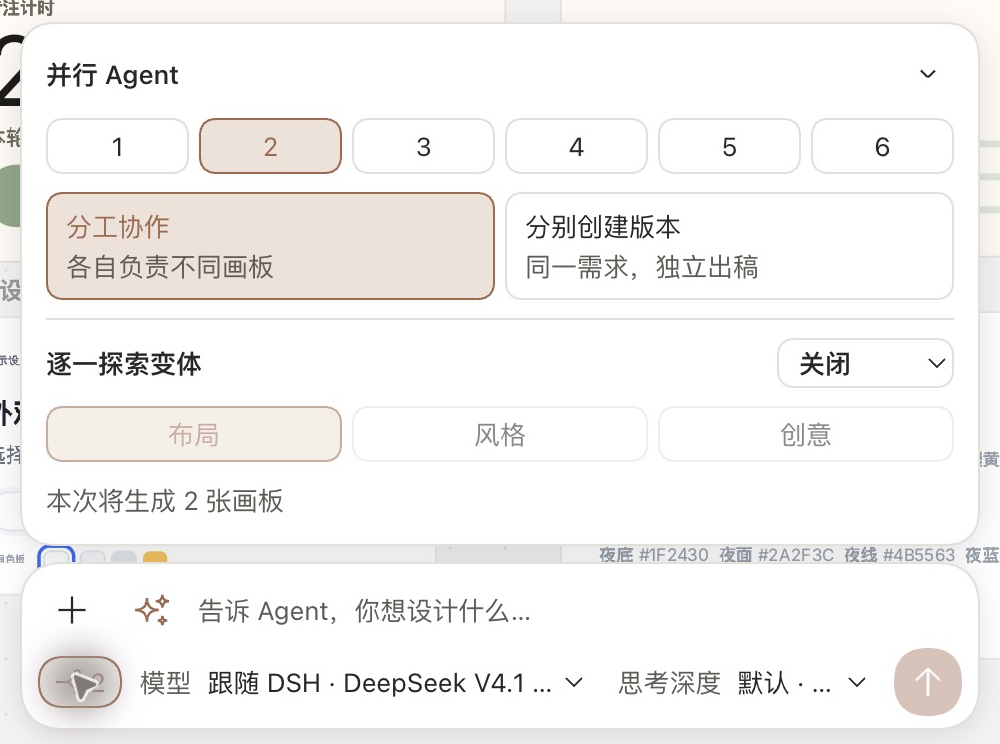 注计时
并行 Agent
1
2
3
4
5
6
分工协作
各自负责不同画板
分别创建版本
同一需求，独立出稿
逐一探索变体
关闭
布局
风格
创意
本次将生成 2 张画板
夜底 #1F2430 夜面 #2A2F3C 夜线 #4B5563 夜蓝
告诉 Agent，你想设计什么...
2
模型 跟随 DSH · DeepSeek V4.1 ...
思考深度 默认 · ...